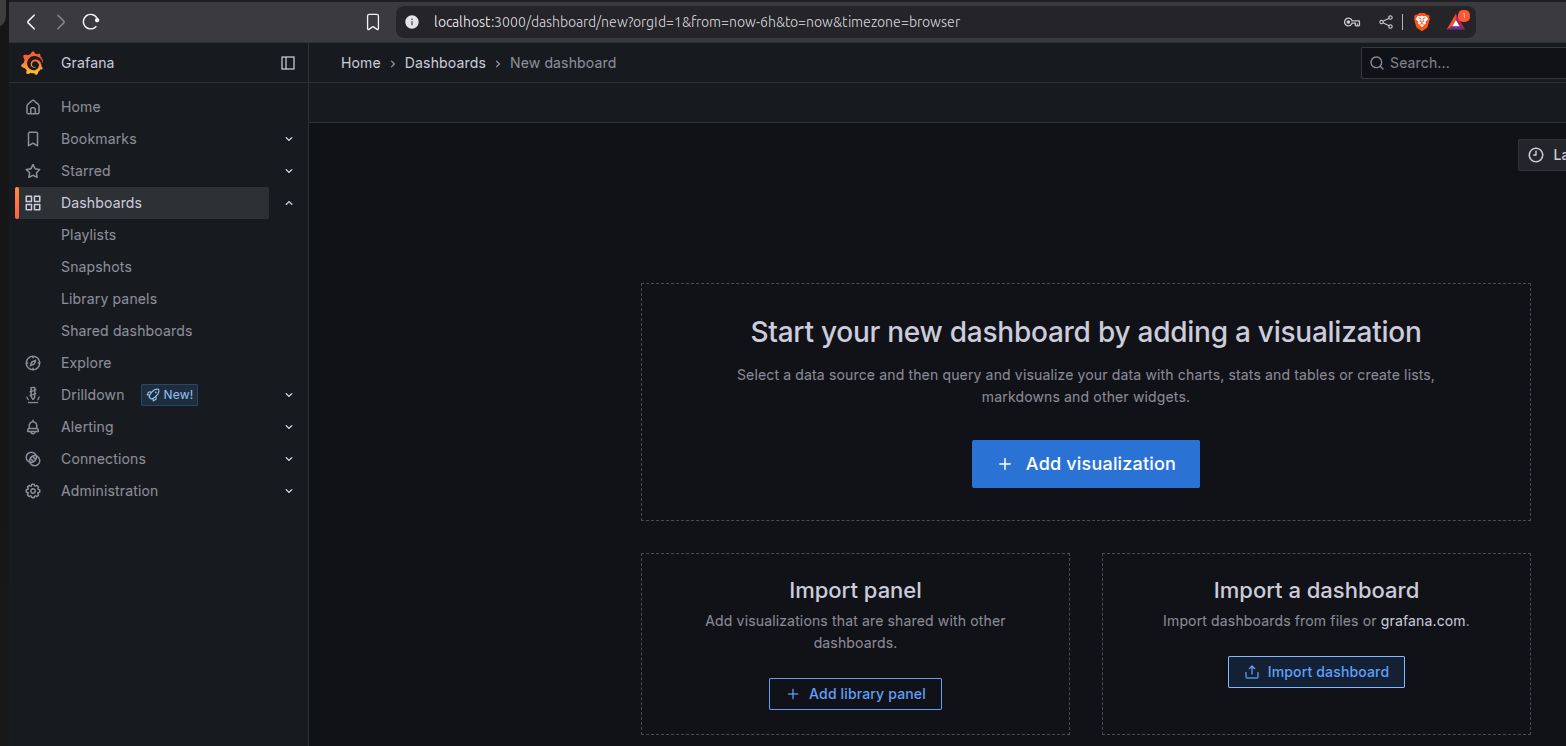 localhost:3000/dashboard/new?orgId=1&from=now-6h&to=now&timezone=browser
1
Grafana
Home › Dashboards › New dashboard
Search...
Home
Bookmarks
Starred
Dashboards
Playlists
Snapshots
Library panels
Shared dashboards
Explore
Drilldown New!
Alerting
Connections
Administration
La
Start your new dashboard by adding a visualization
Select a data source and then query and visualize your data with charts, stats and tables or create lists,
markdowns and other widgets.
+ Add visualization
Import panel
Add visualizations that are shared with other
dashboards.
+ Add library panel
Import a dashboard
Import dashboards from files or grafana.com.
Import dashboard